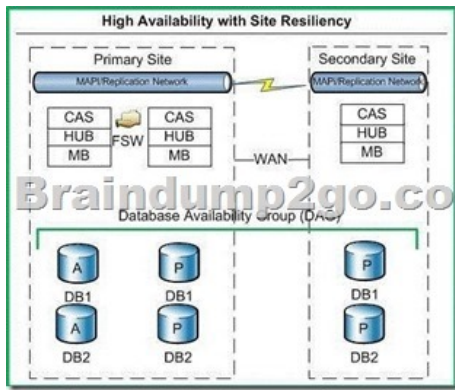 High Availability with Site Resiliency
Primary Site
Secondary Site
MAPI/Replication Network
MAPI/Replication Network
CAS
HUB
MB
FSW
CAS
HUB
MB
CAS
HUB
MB
WAN
Braindump2go.co
Database Availability Group (DAG)
A
P
P
DB1
DB1
DB1
A
P
P
DB2
DB2
DB2